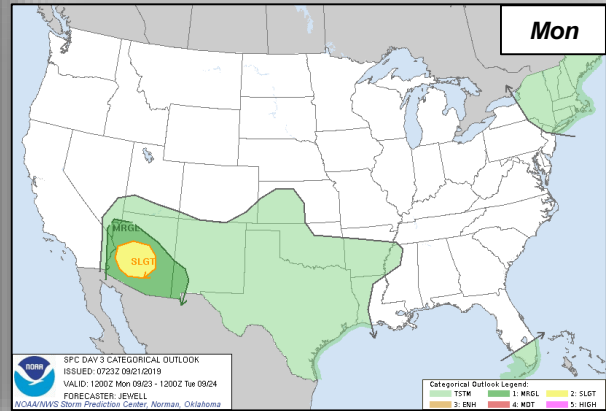 Mon
MRGL
SLGT
NOAA
SPC DAY 3 CATEGORICAL OUTLOOK
ISSUED: 0723Z 09/21/2019
VALID: 1200Z Mon 09/23 - 1200Z Tue 09/24
FORECASTER: JEWELL
NOAA/NWS Storm Prediction Center, Norman, Oklahoma
Categorical Outlook Legend:
TSTM 1: MRGL 2: SLGT
3: ENH 4: MDT 5: HIGH